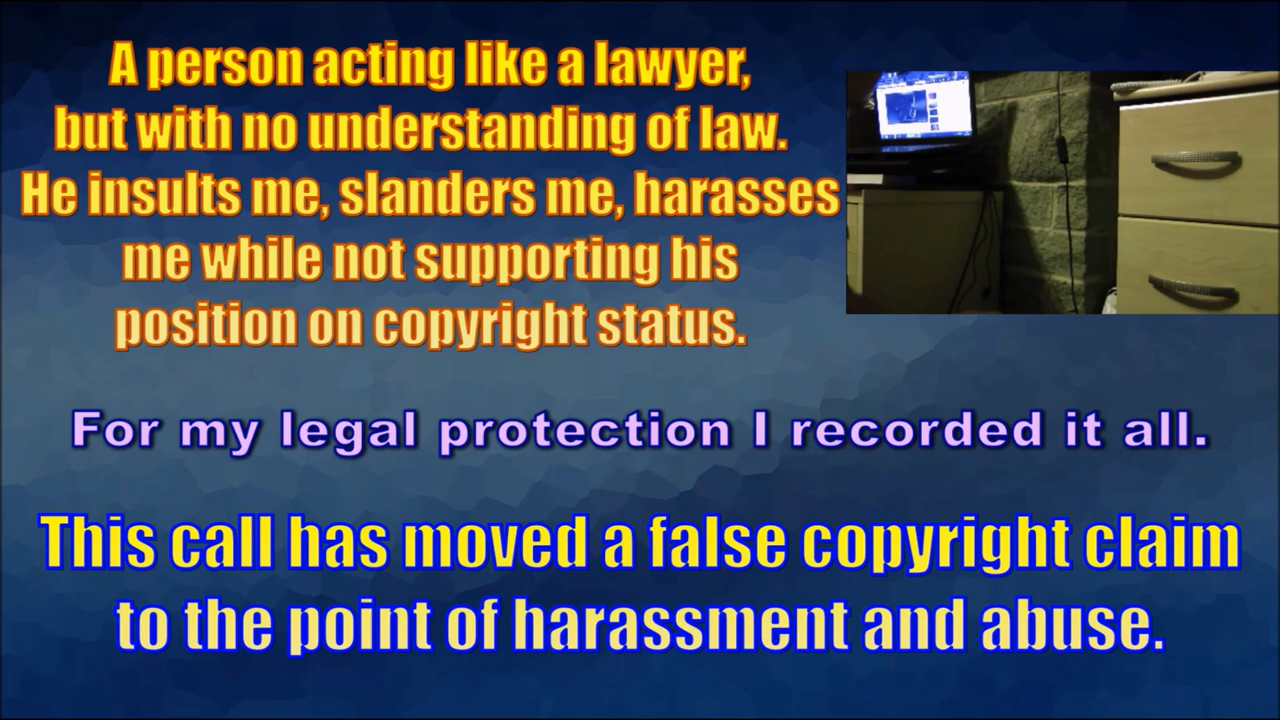 A person acting like a lawyer,
but with no understanding of law.
He insults me, slanders me, harasses
me while not supporting his
position on copyright status.
For my legal protection I recorded it all.
This call has moved a false copyright claim
to the point of harassment and abuse.